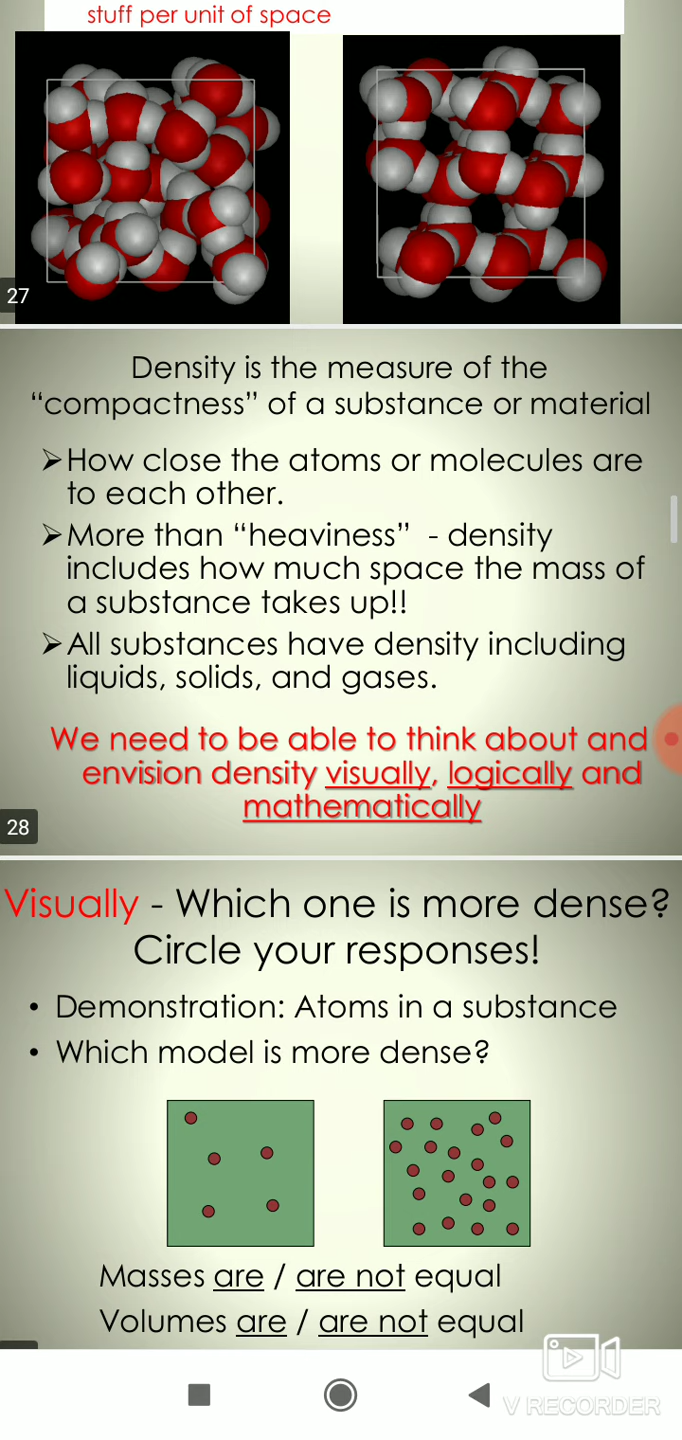 stuff per unit of space
27
Density is the measure of the
“compactness” of a substance or material
➢How close the atoms or molecules are
to each other.
➢More than “heaviness”  - density
includes how much space the mass of
a substance takes up!!
➢All substances have density including
liquids, solids, and gases.
We need to be able to think about and
envision density visually, logically and
mathematically
28
Visually - Which one is more dense?
Circle your responses!
• Demonstration: Atoms in a substance
• Which model is more dense?
Masses are / are not equal
Volumes are / are not equal
V RECORDER